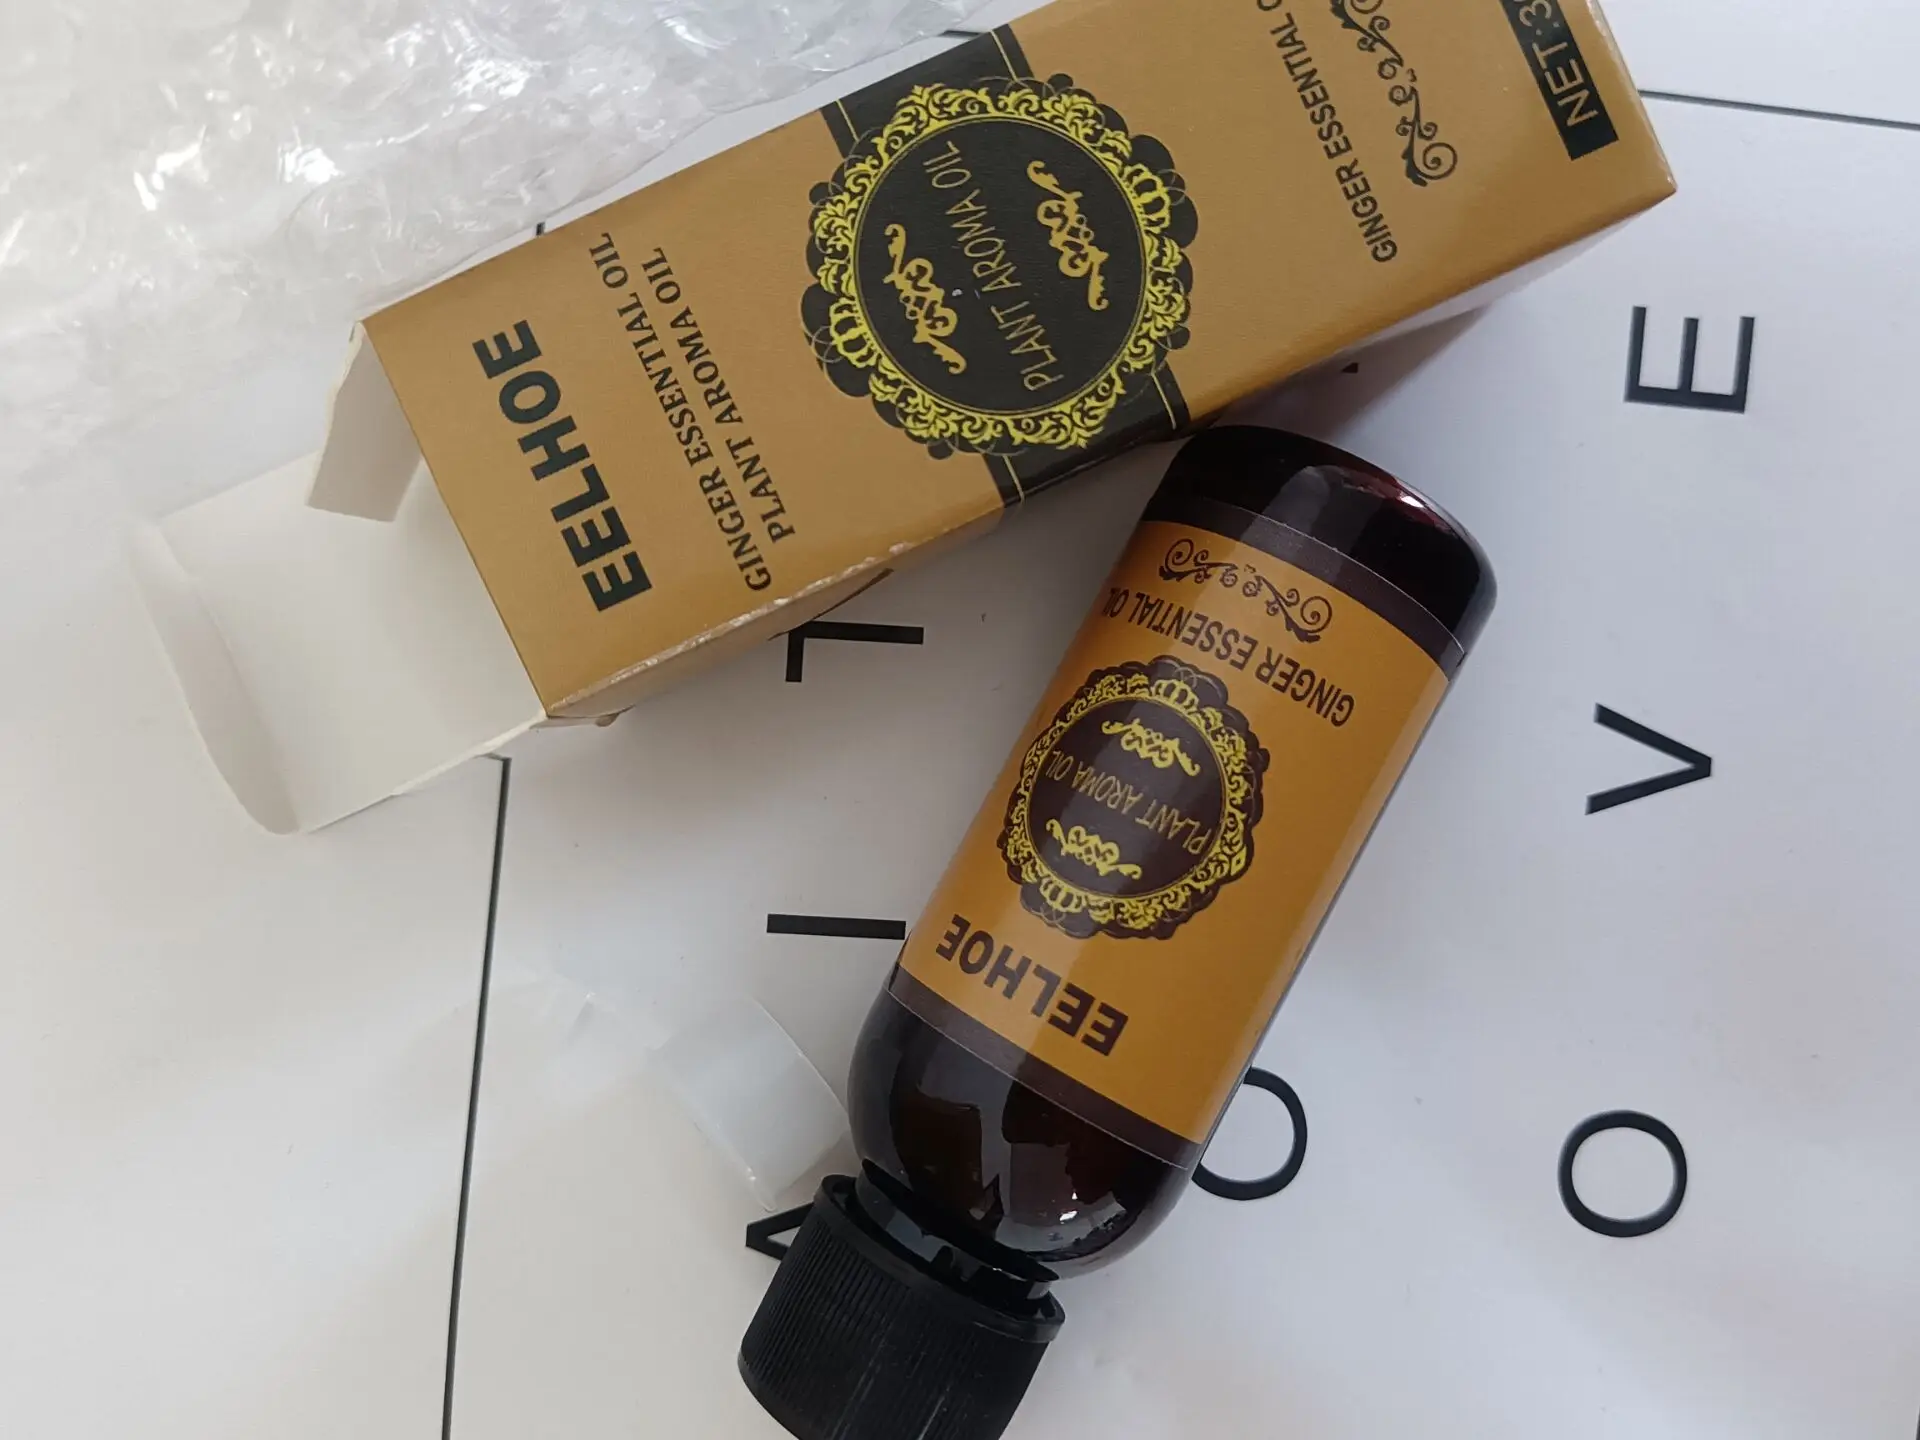 EELHOE
GINGER ESSENTIAL OIL
PLANT AROMA OIL
PLANT AROMA OIL
GINGER ESSENTIAL
NET:
EELHOE
PLANT AROMA OIL
GINGER ESSENTIAL OIL
E
V
O